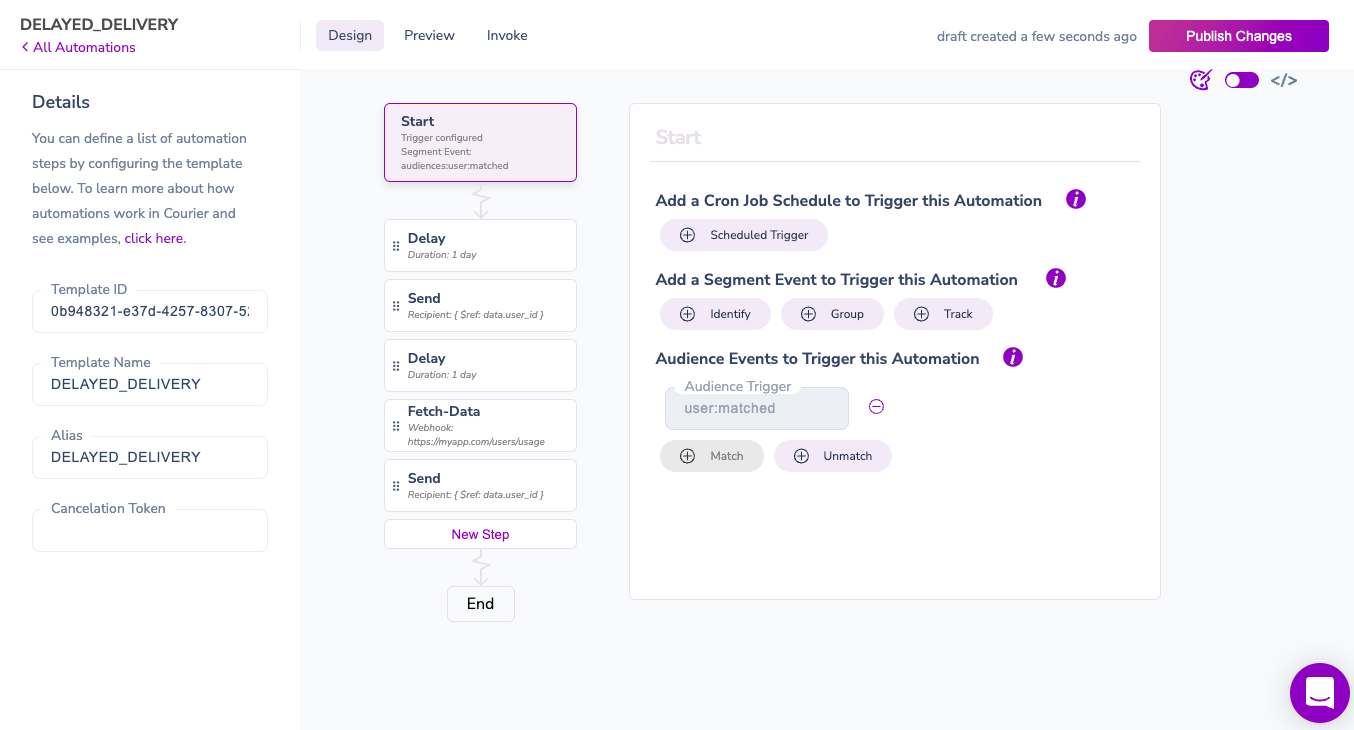 DELAYED_DELIVERY
All Automations
Design
Preview
Invoke
draft created a few seconds ago
Publish Changes
</>
Details
You can define a list of automation
steps by configuring the template
below. To learn more about how
automations work in Courier and
see examples, click here.
Template ID
0b948321-e37d-4257-8307-5
Template Name
DELAYED_DELIVERY
Alias
DELAYED_DELIVERY
Cancelation Token
Start
Trigger configured
Segment Event:
audiences:user:matched
Delay
Duration: 1 day
Send
Recipient: { $ref: data.user_id }
Delay
Duration: 1 day
Fetch-Data
Webhook:
https://myapp.com/users/usage
Send
Recipient: { $ref: data.user_id }
New Step
End
Start
Add a Cron Job Schedule to Trigger this Automation
i
Scheduled Trigger
Add a Segment Event to Trigger this Automation
i
Identify
Group
Track
Audience Events to Trigger this Automation
i
Audience Trigger
user:matched
Match
Unmatch